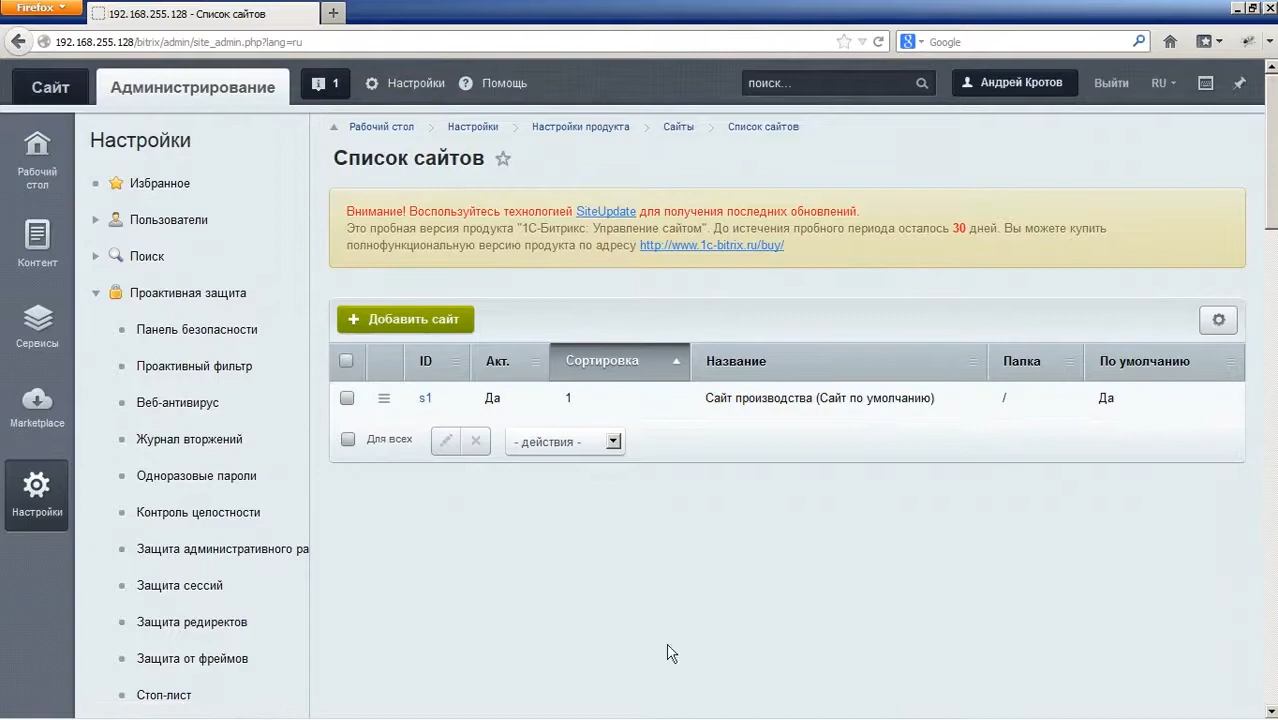 Firefox
192.168.255.128 - Список сайтов
192.168.255.128/bitrix/admin/site_admin.php?lang=ru
Google
Сайт
Администрирование
1
Настройки
Помощь
поиск...
Андрей Кротов
Выйти
RU
Рабочий стол
Контент
Сервисы
Marketplace
Настройки
Настройки
Избранное
Пользователи
Поиск
Проактивная защита
Панель безопасности
Проактивный фильтр
Веб-антивирус
Журнал вторжений
Одноразовые пароли
Контроль целостности
Защита административного ра
Защита сессий
Защита редиректов
Защита от фреймов
Стоп-лист
Рабочий стол Настройки Настройки продукта Сайты Список сайтов
Список сайтов
Внимание! Воспользуйтесь технологией SiteUpdate для получения последних обновлений.
Это пробная версия продукта "1С-Битрикс: Управление сайтом". До истечения пробного периода осталось 30 дней. Вы можете купить
полнофункциональную версию продукта по адресу http://www.1c-bitrix.ru/buy/
+ Добавить сайт
ID Акт. Сортировка Название Папка По умолчанию
s1 Да 1 Сайт производства (Сайт по умолчанию) / Да
Для всех - действия -